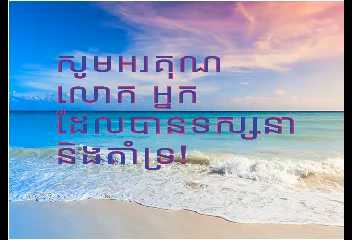 សូមអរគុណ
លោក អ្នក
ដែលបានទស្សនា
និងគាំទ្រ!